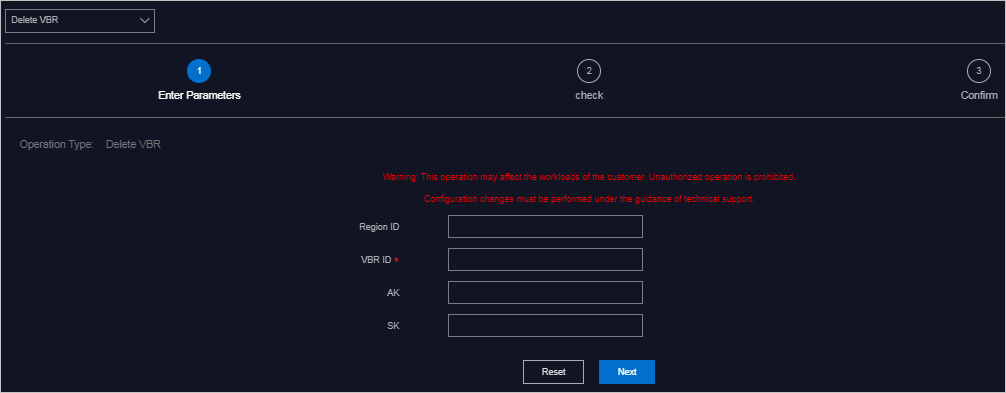 Delete VBR
1
2
3
Enter Parameters
check
Confirm
Operation Type: Delete VBR
Warning: This operation may affect the workloads of the customer. Unauthorized operation is prohibited.
Configuration changes must be performed under the guidance of technical support.
Region ID
VBR ID *
AK
SK
Reset
Next